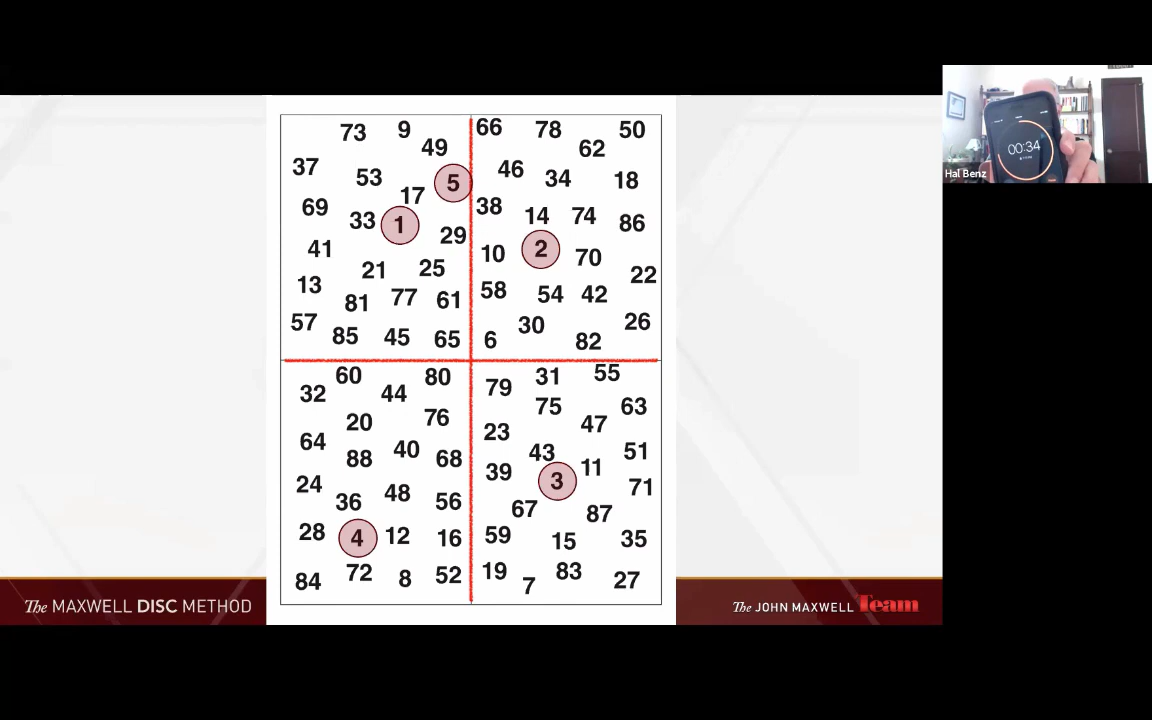 73 9 49
37 53 5
17
69 33 1 29
41 21 25
13 81 77 61
57 85 45 65
66 78 62 50
46 34 18
38 14 74 86
10 2 70 22
58 54 42
6 30 82 26
60 80
32 44
20 76
64 88 40 68
24 36 48 56
28 4 12 16
84 72 8 52
79 31 55
75 63
23 47
43 51
39 3 11 71
67 87
59 15 35
19 7 83 27
The MAXWELL DISC METHOD
The JOHN MAXWELL Team
00:34
Hal Benz